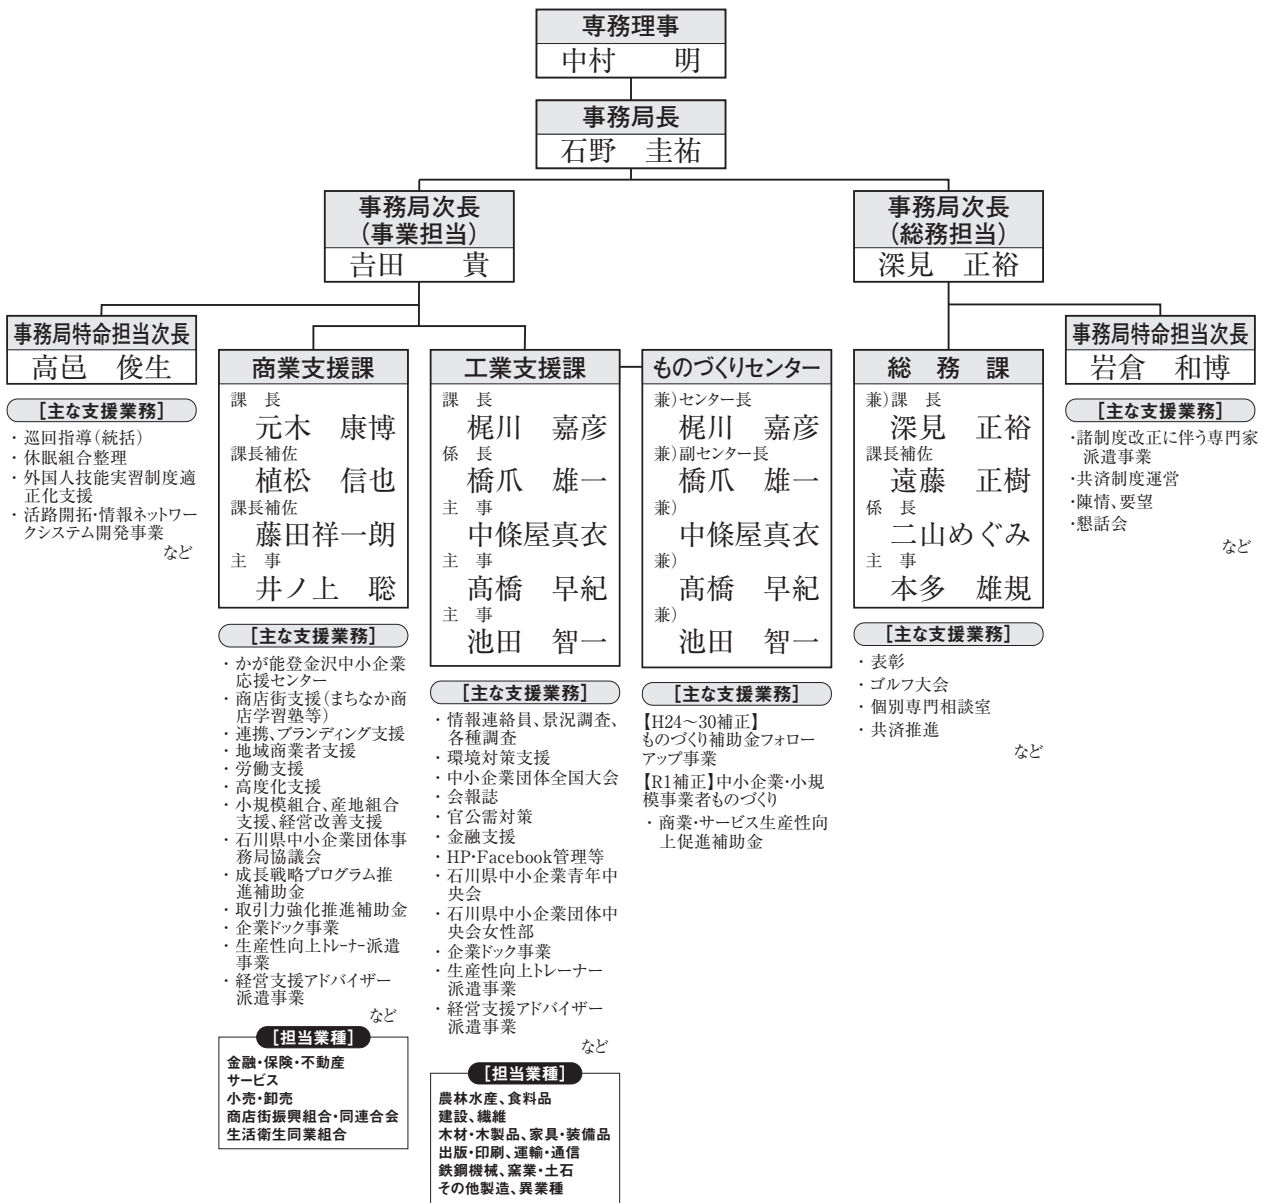 専務理事
中村　明
事務局長
石野　圭祐
事務局次長
（事業担当）
𠮷田　貴
事務局次長
（総務担当）
深見　正裕
事務局特命担当次長
高邑　俊生
［主な支援業務］
・巡回指導（統括）
・休眠組合整理
・外国人技能実習制度適
正化支援
・活路開拓・情報ネットワー
クシステム開発事業
など
商業支援課
課　長
元木　康博
課長補佐
植松　信也
課長補佐
藤田祥一朗
主　事
井ノ上　聡
［主な支援業務］
・かが能登金沢中小企業
応援センター
・商店街支援（まちなか商
店学習塾等）
・連携、ブランディング支援
・地域商業者支援
・労働支援
・高度化支援
・小規模組合、産地組合
支援、経営改善支援
・石川県中小企業団体事
務局協議会
・成長戦略プログラム推
進補助金
・取引力強化推進補助金
・企業ドック事業
・生産性向上トレーナー派遣
事業
・経営支援アドバイザー
派遣事業
など
［担当業種］
金融・保険・不動産
サービス
小売・卸売
商店街振興組合・同連合会
生活衛生同業組合
工業支援課
課　長
梶川　嘉彦
係　長
橋爪　雄一
主　事
中條屋真衣
主　事
髙橋　早紀
主　事
池田　智一
［主な支援業務］
・情報連絡員、景況調査、
各種調査
・環境対策支援
・中小企業団体全国大会
・会報誌
・官公需対策
・金融支援
・HP・Facebook管理等
・石川県中小企業青年中
央会
・石川県中小企業団体中
央会女性部
・企業ドック事業
・生産性向上トレーナー
派遣事業
・経営支援アドバイザー
派遣事業
など
［担当業種］
農林水産、食料品
建設、繊維
木材・木製品、家具・装備品
出版・印刷、運輸・通信
鉄鋼機械、窯業・土石
その他製造、異業種
ものづくりセンター
兼）センター長
梶川　嘉彦
兼）副センター長
橋爪　雄一
兼）
中條屋真衣
兼）
髙橋　早紀
兼）
池田　智一
［主な支援業務］
【H24〜30補正】
ものづくり補助金フォロー
アップ事業
【R1補正】中小企業・小規
模事業者ものづくり
・商業・サービス生産性向
上促進補助金
総　務　課
兼）課　長
深見　正裕
課長補佐
遠藤　正樹
係　長
二山めぐみ
主　事
本多　雄規
［主な支援業務］
・表彰
・ゴルフ大会
・個別専門相談室
・共済推進
など
事務局特命担当次長
岩倉　和博
［主な支援業務］
・諸制度改正に伴う専門家
派遣事業
・共済制度運営
・陳情、要望
・懇話会
など